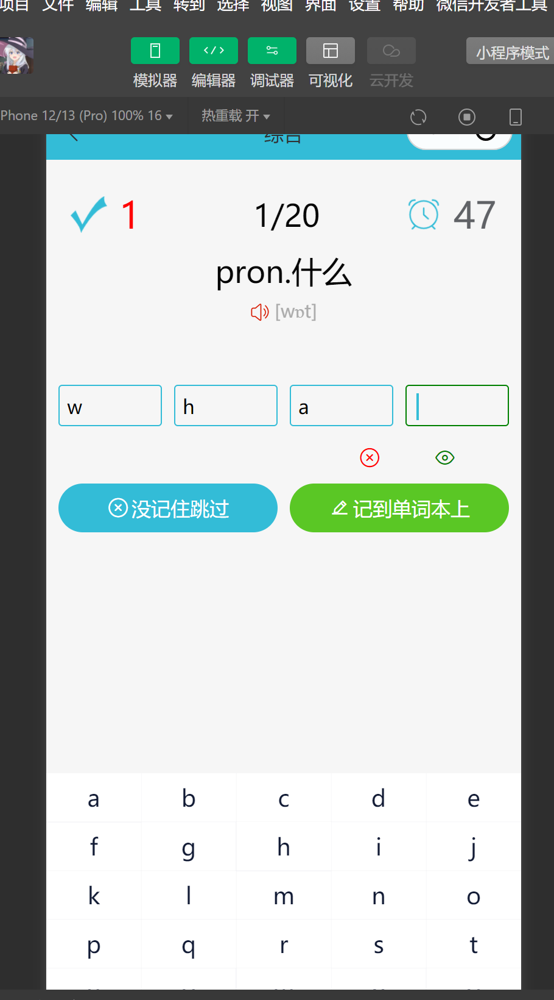 项目 文件 编辑 工具 转到 选择 视图 界面 设置 帮助 微信开发者工具
模拟器 编辑器 调试器 可视化 云开发 小程序模式
Phone 12/13 (Pro) 100% 16 热重载 开
综合
1 1/20 47
pron.什么
[wɒt]
w h a
没记住跳过 记到单词本上
a b c d e
f g h i j
k l m n o
p q r s t